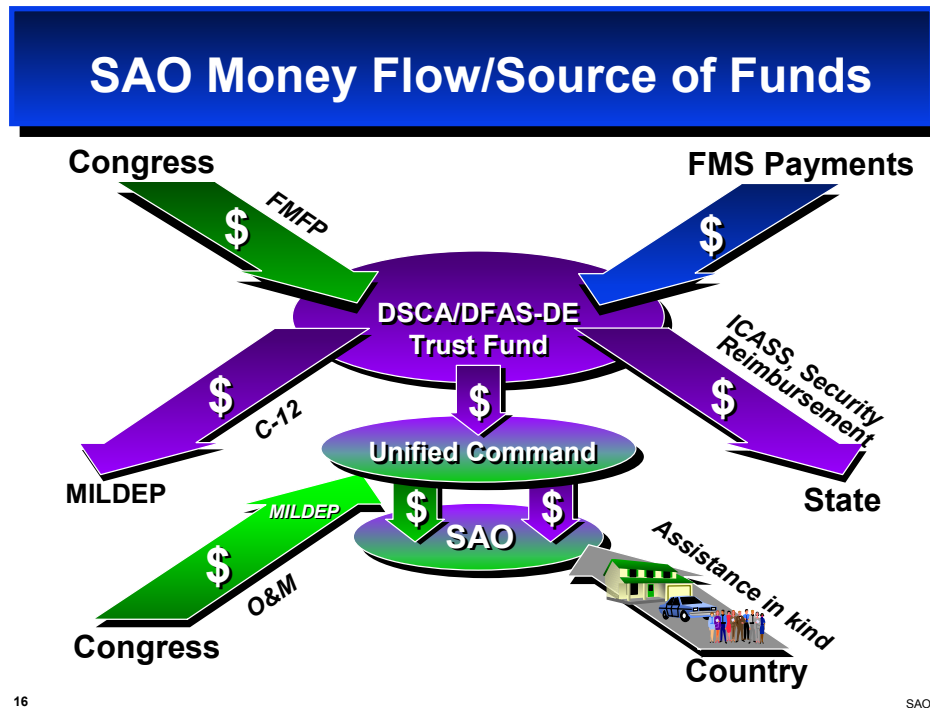 SAO Money Flow/Source of Funds
Congress
FMS Payments
$
FMFP
$
DSCA/DFAS-DE
Trust Fund
ICASS, Security
Reimbursement
$
C-12
$
$
Unified Command
MILDEP
State
MILDEP
$
$
SAO
$
O&M
Assistance in kind
Congress
Country
16
SAO